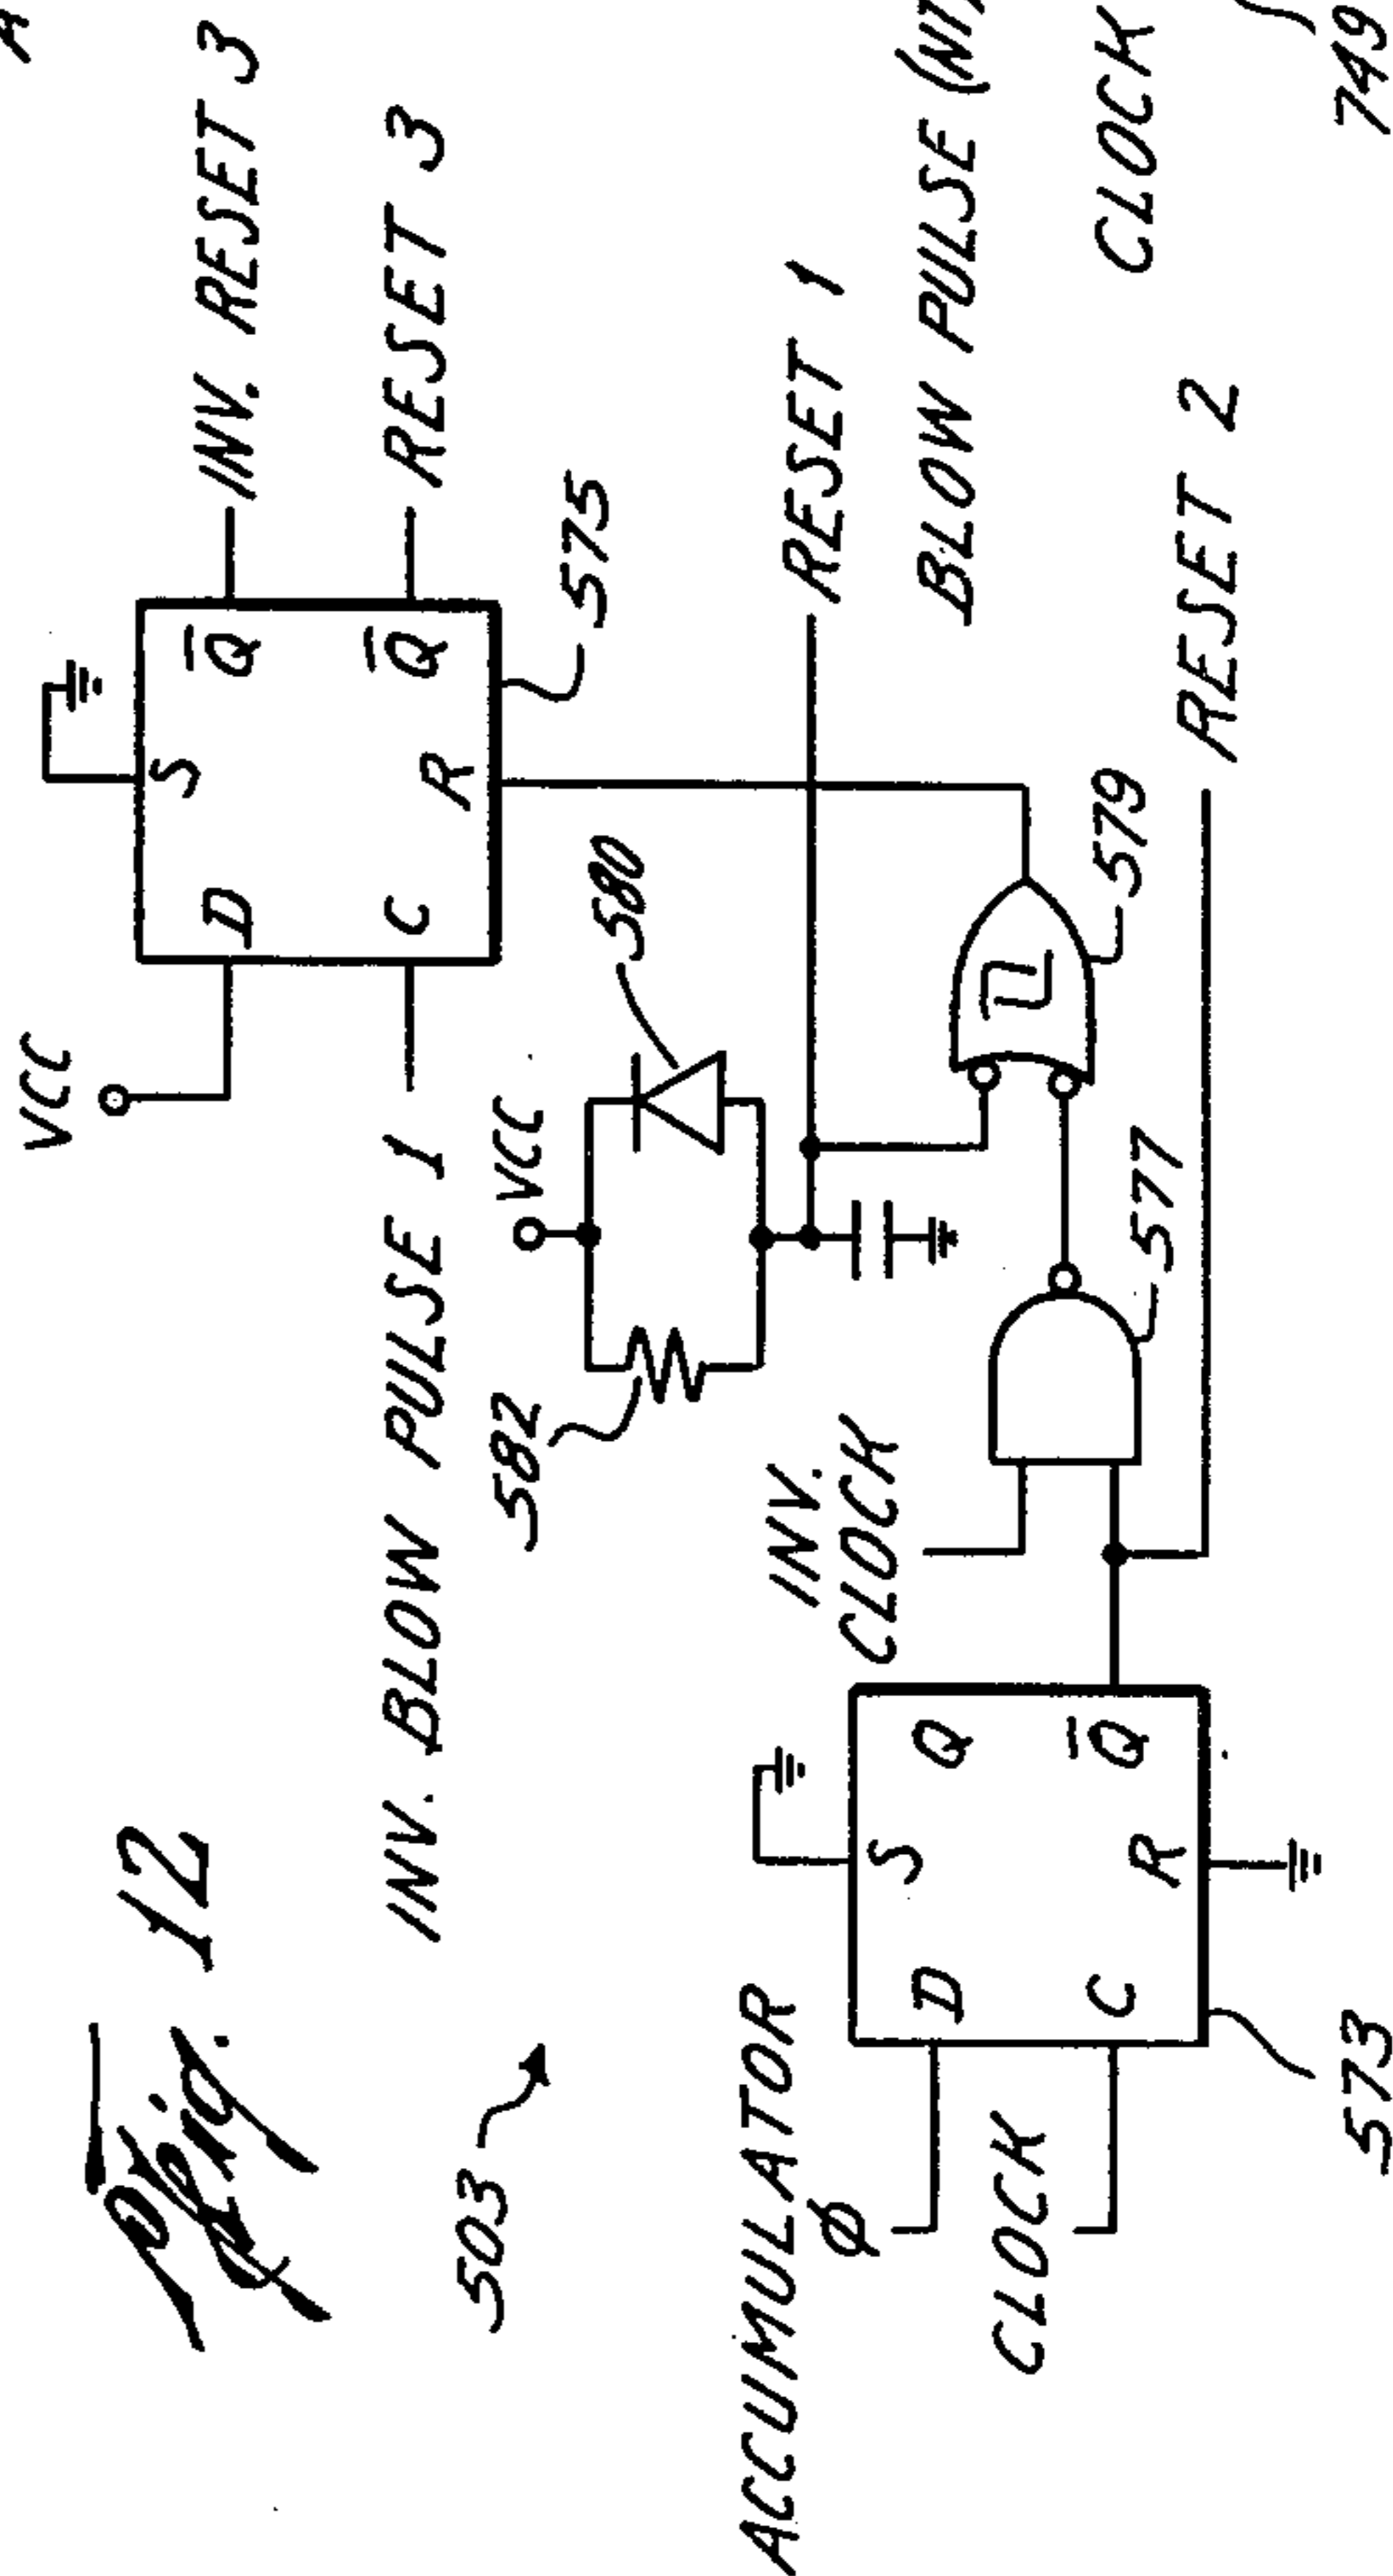 Fig. 12
503
VCC
INV. BLOW PULSE 1
D
S
Q̅
C
R
Q̅
INV. RESET 3
RESET 3
575
582
VCC
580
RESET 1
ACCUMULATOR
Ø
CLOCK
D
S
Q
C
R
Q̅
573
INV.
CLOCK
577
579
RESET 2
BLOW PULSE
CLOCK
749